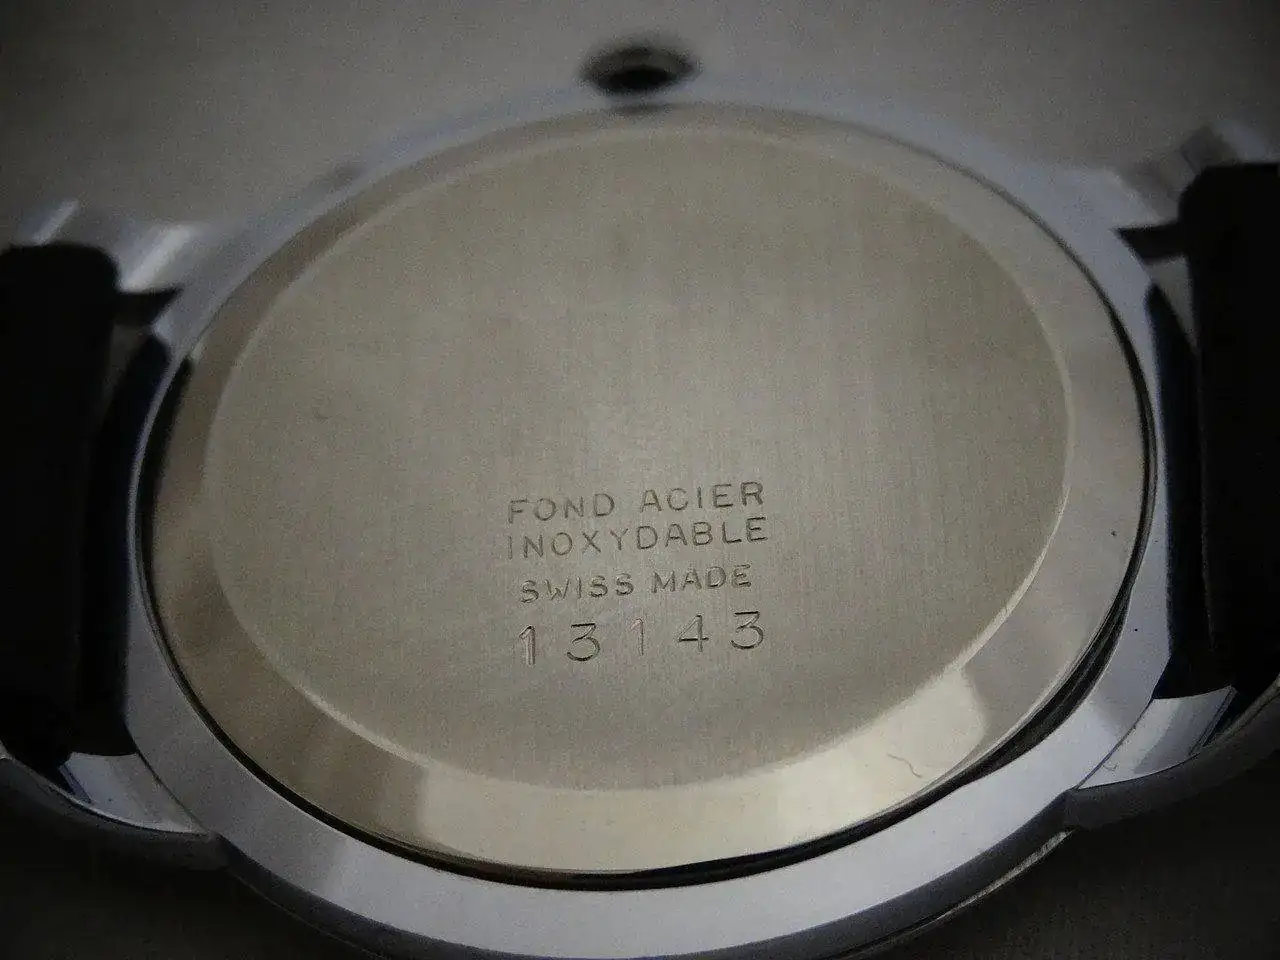 FOND ACIER
INOXYDABLE
SWISS MADE
13143